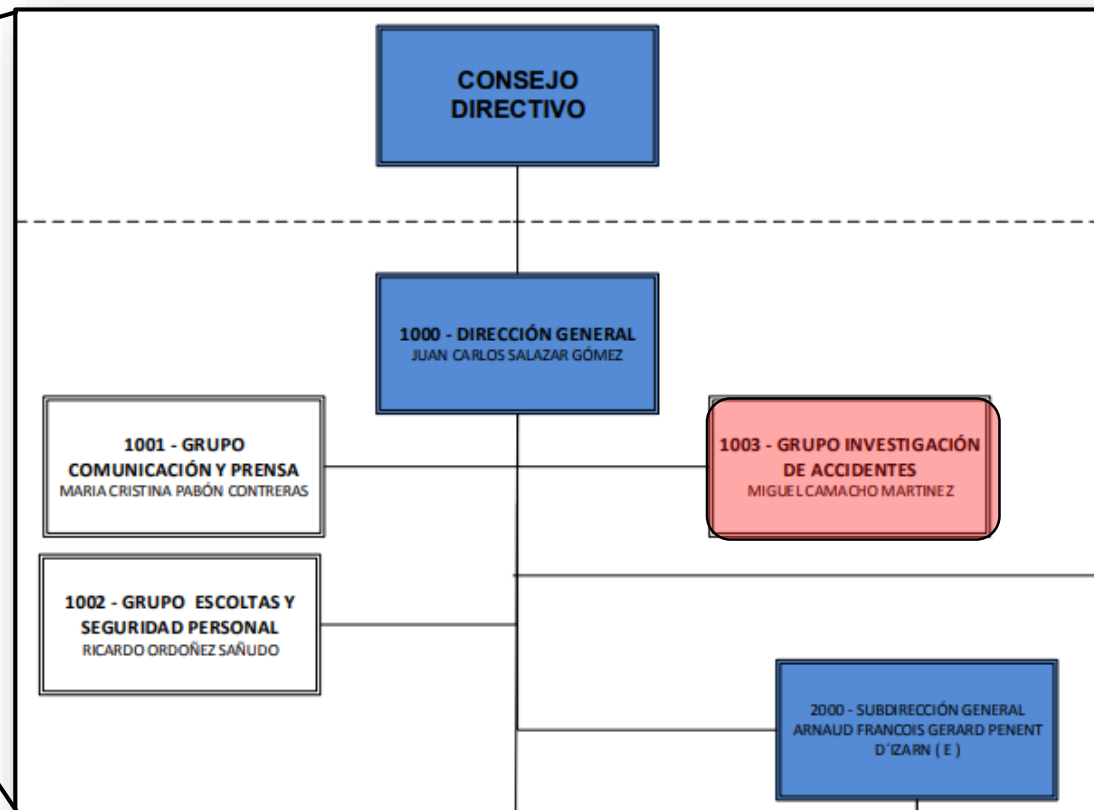 CONSEJO
DIRECTIVO
1000 - DIRECCIÓN GENERAL
JUAN CARLOS SALAZAR GÓMEZ
1001 - GRUPO
COMUNICACIÓN Y PRENSA
MARIA CRISTINA PABÓN CONTRERAS
1003 - GRUPO INVESTIGACIÓN
DE ACCIDENTES
MIGUEL CAMACHO MARTINEZ
1002 - GRUPO ESCOLTAS Y
SEGURIDAD PERSONAL
RICARDO ORDOÑEZ SAÑUDO
2000 - SUBDIRECCIÓN GENERAL
ARNAUD FRANCOIS GERARD PENENT
D´IZARN ( E )